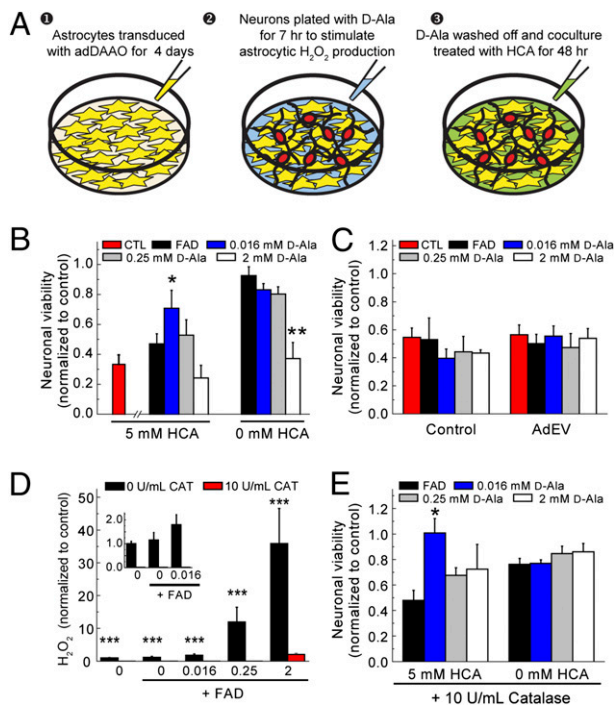 A
❶
Astrocytes transduced
with adDAAO for 4 days
❷
Neurons plated with D-Ala
for 7 hr to stimulate
astrocytic H₂O₂ production
❸
D-Ala washed off and coculture
treated with HCA for 48 hr
B
CTL FAD 0.016 mM D-Ala
0.25 mM D-Ala 2 mM D-Ala
Neuronal viability
(normalized to control)
1.0
0.8
0.6
0.4
0.2
0.0
*
**
5 mM HCA 0 mM HCA
C
CTL FAD 0.016 mM D-Ala
0.25 mM D-Ala 2 mM D-Ala
Neuronal viability
(normalized to control)
1.2
1.0
0.8
0.6
0.4
0.2
0.0
Control AdEV
D
0 U/mL CAT 10 U/mL CAT
H₂O₂ (normalized to control)
50
40
30
20
10
0
2.0
1.0
0.0
0 0 0.016
+ FAD
*** *** *** *** ***
0 0 0.016 0.25 2
+ FAD
E
FAD 0.016 mM D-Ala
0.25 mM D-Ala 2 mM D-Ala
Neuronal viability
(normalized to control)
1.2
1.0
0.8
0.6
0.4
0.2
0.0
*
5 mM HCA 0 mM HCA
+ 10 U/mL Catalase